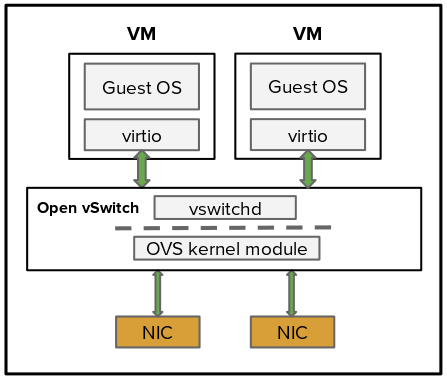 VM
VM
Guest OS
Guest OS
virtio
virtio
Open vSwitch
vswitchd
OVS kernel module
NIC
NIC